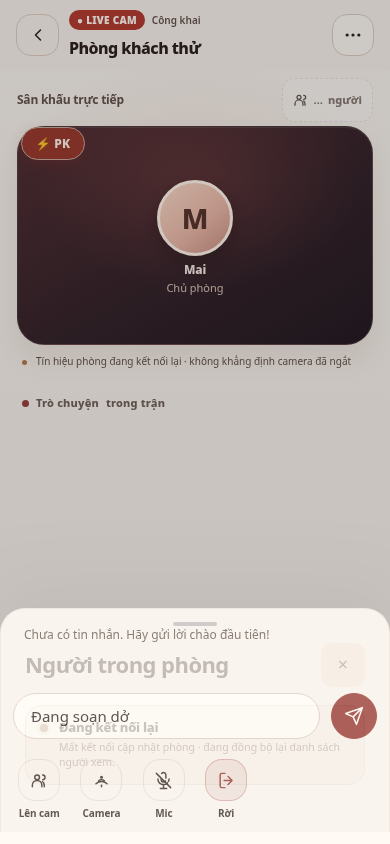 LIVE CAM Công khai
Phòng khách thử
Sân khấu trực tiếp ... người
⚡ PK
M
Mai
Chủ phòng
Tín hiệu phòng đang kết nối lại · không khẳng định camera đã ngắt
Trò chuyện trong trận
Chưa có tin nhắn. Hãy gửi lời chào đầu tiên!
Người trong phòng ×
Đang soạn dở
Đang kết nối lại
Mất kết nối cập nhật phòng · đang đồng bộ lại danh sách
người xem.
Lên cam Camera Mic Rời